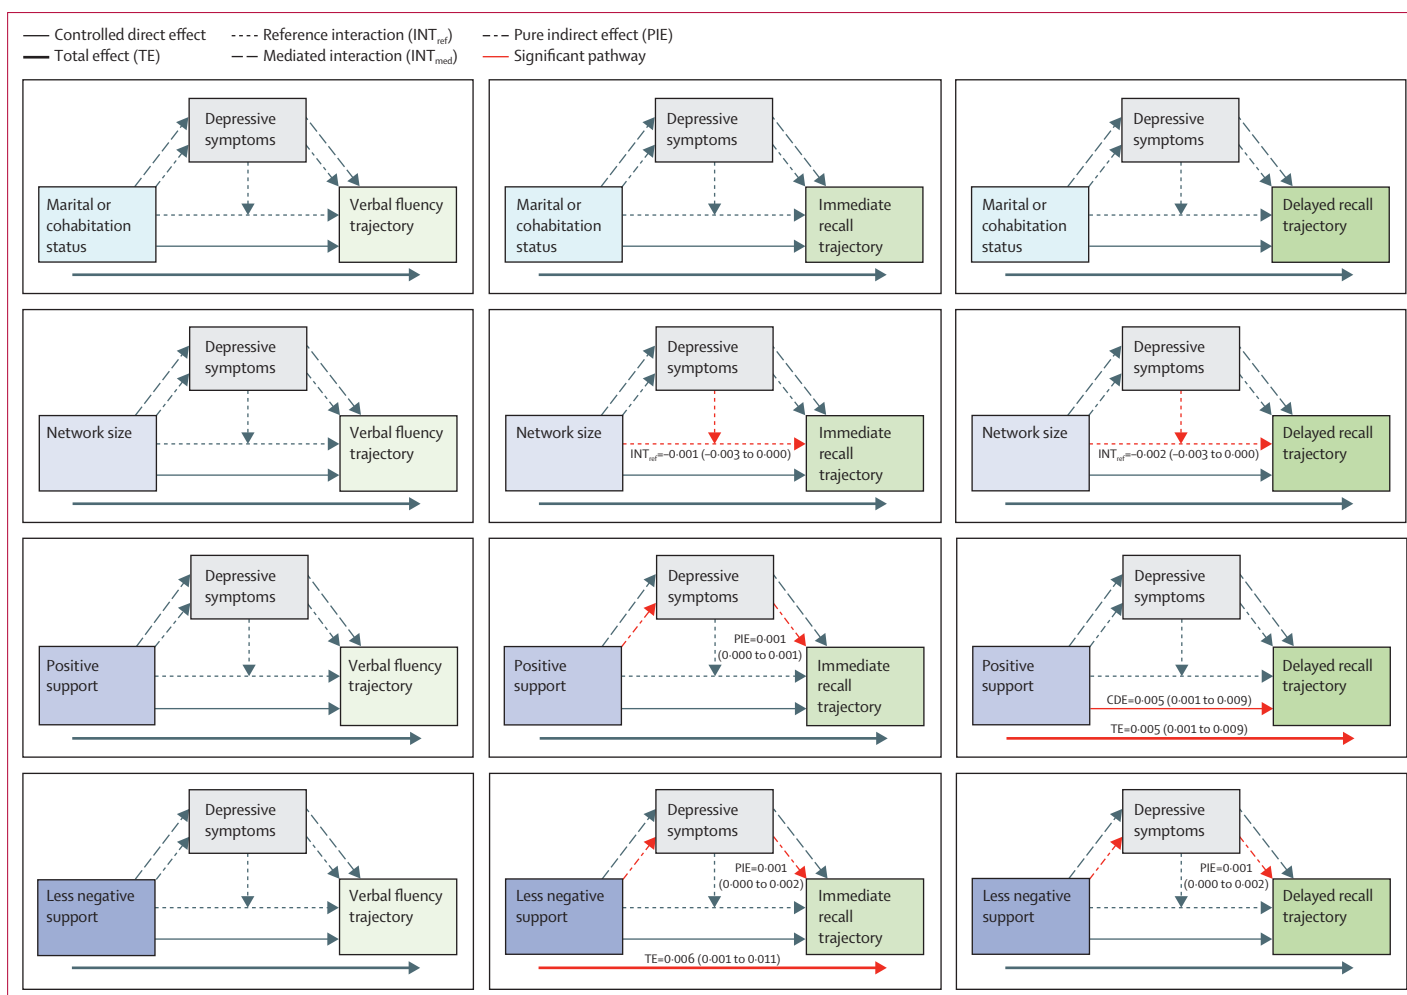 Controlled direct effect
Reference interaction (INTref)
Pure indirect effect (PIE)
Total effect (TE)
Mediated interaction (INTmed)
Significant pathway
Depressive
symptoms
Marital or
cohabitation
status
Verbal fluency
trajectory
Depressive
symptoms
Marital or
cohabitation
status
Immediate
recall
trajectory
Depressive
symptoms
Marital or
cohabitation
status
Delayed recall
trajectory
Depressive
symptoms
Network size
Verbal fluency
trajectory
Depressive
symptoms
Network size
INTref=–0·001 (–0·003 to 0·000)
Immediate
recall
trajectory
Depressive
symptoms
Network size
INTref=–0·002 (–0·003 to 0·000)
Delayed recall
trajectory
Depressive
symptoms
Positive
support
Verbal fluency
trajectory
Depressive
symptoms
PIE=0·001
(0·000 to 0·001)
Positive
support
Immediate
recall
trajectory
Depressive
symptoms
Positive
support
Delayed recall
trajectory
CDE=0·005 (0·001 to 0·009)
TE=0·005 (0·001 to 0·009)
Depressive
symptoms
Less negative
support
Verbal fluency
trajectory
Depressive
symptoms
PIE=0·001
(0·000 to 0·002)
Less negative
support
Immediate
recall
trajectory
TE=0·006 (0·001 to 0·011)
Depressive
symptoms
PIE=0·001
(0·000 to 0·002)
Less negative
support
Delayed recall
trajectory